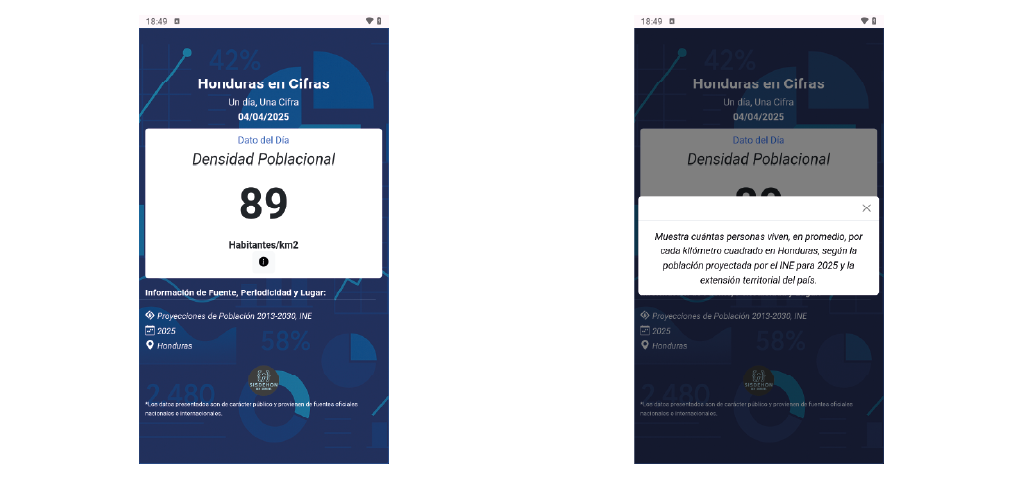 18:49
42%
Honduras en Cifras
Un día, Una Cifra
04/04/2025
Dato del Día
Densidad Poblacional
89
Habitantes/km2
Información de Fuente, Periodicidad y Lugar:
Proyecciones de Población 2013-2030, INE
2025
Honduras
58%
2,480
SISDEHON
*Los datos presentados son de carácter público y provienen de fuentes oficiales
nacionales e internacionales.
18:49
42%
Honduras en Cifras
Un día, Una Cifra
04/04/2025
Dato del Día
Densidad Poblacional
Muestra cuántas personas viven, en promedio, por
cada kilómetro cuadrado en Honduras, según la
población proyectada por el INE para 2025 y la
extensión territorial del país.
Proyecciones de Población 2013-2030, INE
2025
Honduras
58%
2,480
SISDEHON
*Los datos presentados son de carácter público y provienen de fuentes oficiales
nacionales e internacionales.